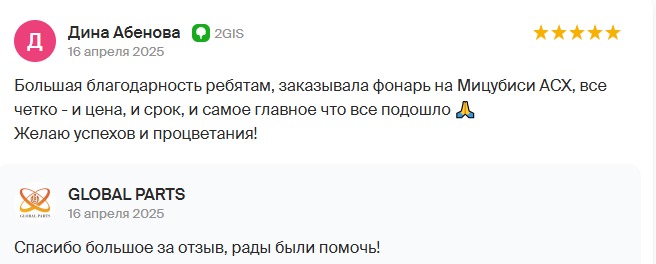 Д
Дина Абенова 2GIS
16 апреля 2025
Большая благодарность ребятам, заказывала фонарь на Мицубиси АСХ, все
четко - и цена, и срок, и самое главное что все подошло 🙏
Желаю успехов и процветания!
GLOBAL PARTS
GLOBAL PARTS
16 апреля 2025
Спасибо большое за отзыв, рады были помочь!